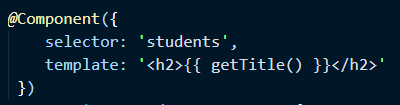 @Component({
    selector: 'students',
    template: '<h2>{{ getTitle() }}</h2>'
})